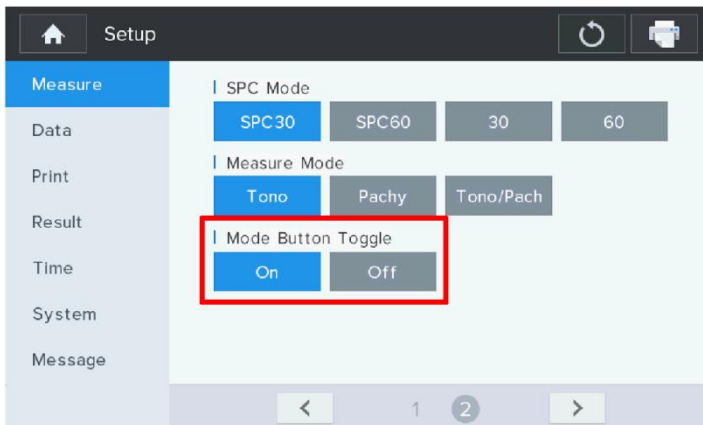 Setup
Measure
Data
Print
Result
Time
System
Message
SPC Mode
SPC30 SPC60 30 60
Measure Mode
Tono Pachy Tono/Pach
Mode Button Toggle
On Off
< 1 2 >